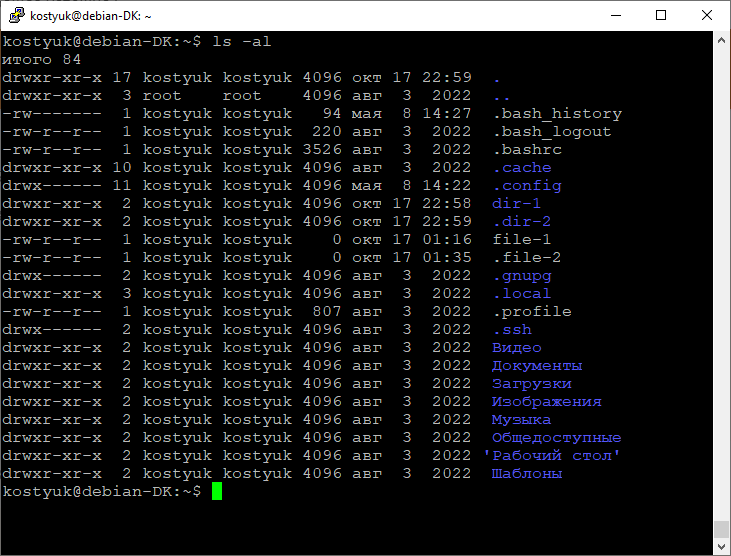 kostyuk@debian-DK: ~
kostyuk@debian-DK:~$ ls -al
итого 84
drwxr-xr-x 17 kostyuk kostyuk 4096 окт 17 22:59  .
drwxr-xr-x  3 root    root    4096 авг  3  2022  ..
-rw-------  1 kostyuk kostyuk   94 мая  8 14:27  .bash_history
-rw-r--r--  1 kostyuk kostyuk  220 авг  3  2022  .bash_logout
-rw-r--r--  1 kostyuk kostyuk 3526 авг  3  2022  .bashrc
drwxr-xr-x 10 kostyuk kostyuk 4096 авг  3  2022  .cache
drwx------ 11 kostyuk kostyuk 4096 мая  8 14:22  .config
drwxr-xr-x  2 kostyuk kostyuk 4096 окт 17 22:58  dir-1
drwxr-xr-x  2 kostyuk kostyuk 4096 окт 17 22:59  .dir-2
-rw-r--r--  1 kostyuk kostyuk    0 окт 17 01:16  file-1
-rw-r--r--  1 kostyuk kostyuk    0 окт 17 01:35  .file-2
drwx------  2 kostyuk kostyuk 4096 авг  3  2022  .gnupg
drwxr-xr-x  3 kostyuk kostyuk 4096 авг  3  2022  .local
-rw-r--r--  1 kostyuk kostyuk  807 авг  3  2022  .profile
drwx------  2 kostyuk kostyuk 4096 авг  3  2022  .ssh
drwxr-xr-x  2 kostyuk kostyuk 4096 авг  3  2022  Видео
drwxr-xr-x  2 kostyuk kostyuk 4096 авг  3  2022  Документы
drwxr-xr-x  2 kostyuk kostyuk 4096 авг  3  2022  Загрузки
drwxr-xr-x  2 kostyuk kostyuk 4096 авг  3  2022  Изображения
drwxr-xr-x  2 kostyuk kostyuk 4096 авг  3  2022  Музыка
drwxr-xr-x  2 kostyuk kostyuk 4096 авг  3  2022  Общедоступные
drwxr-xr-x  2 kostyuk kostyuk 4096 авг  3  2022 'Рабочий стол'
drwxr-xr-x  2 kostyuk kostyuk 4096 авг  3  2022  Шаблоны
kostyuk@debian-DK:~$